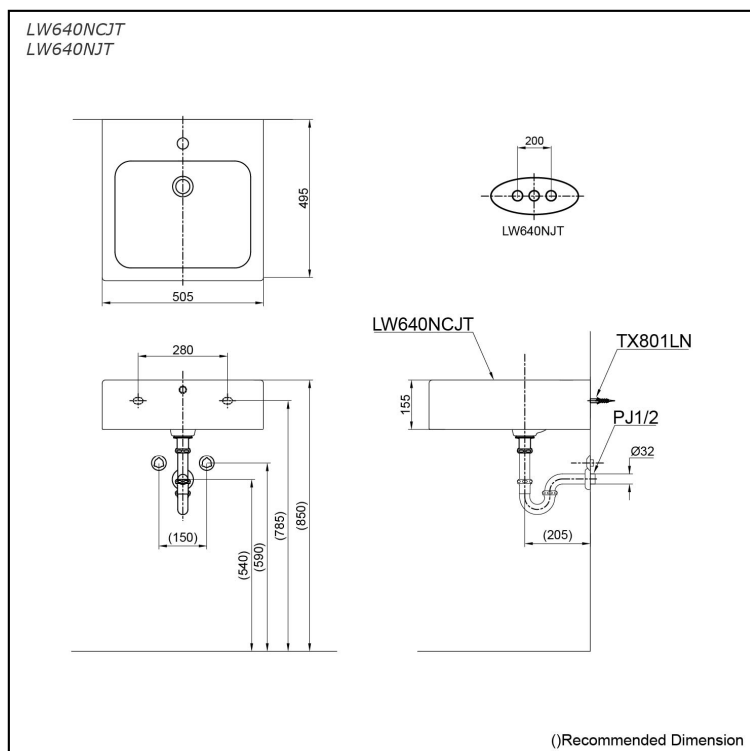 LW640NCJT
LW640NJT
495
505
200
LW640NJT
280
(150)
(540)
(590)
(785)
(850)
LW640NCJT
TX801LN
155
PJ1/2
Ø32
(205)
()Recommended Dimension